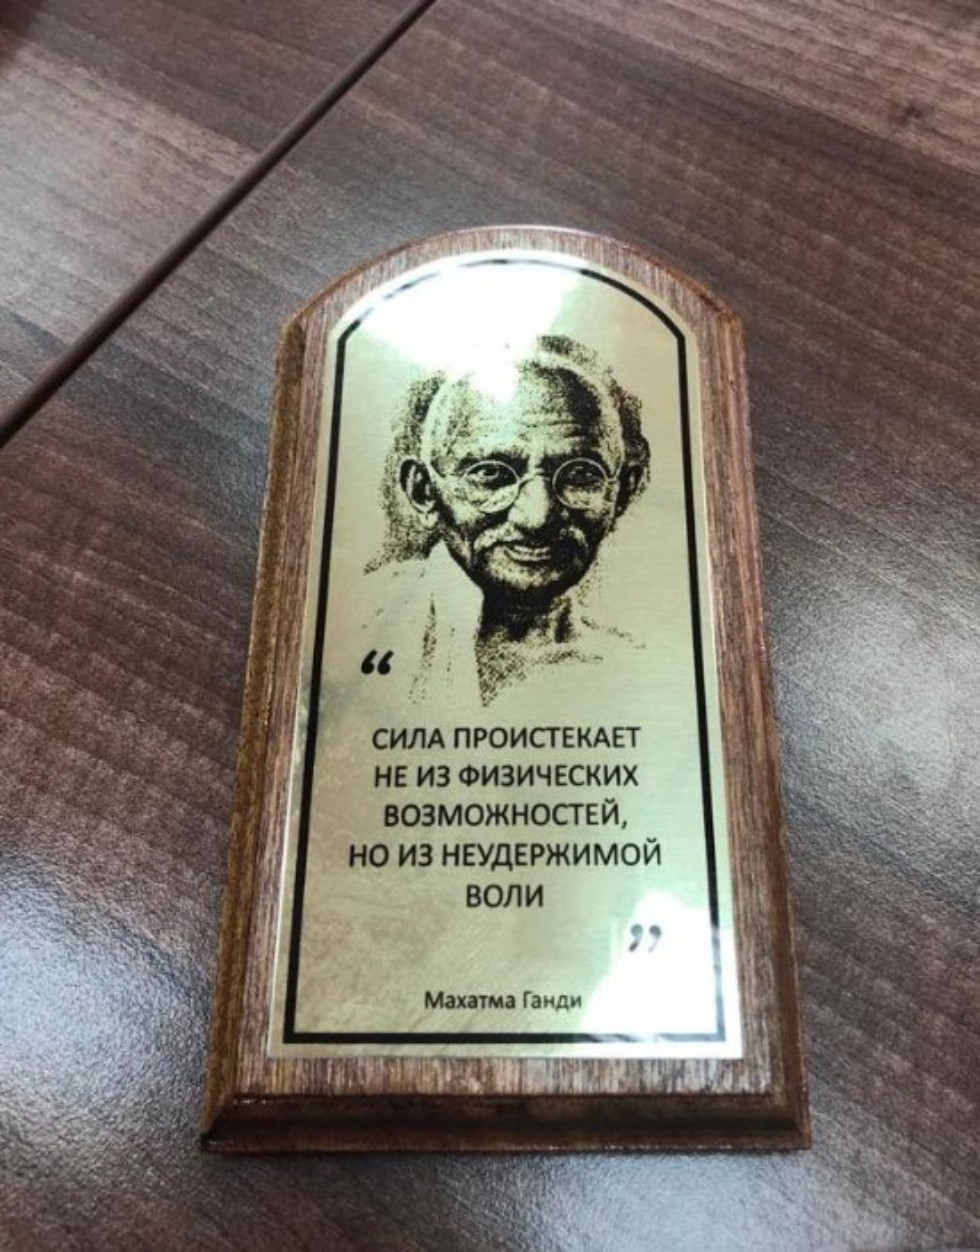 “
СИЛА ПРОИСТЕКАЕТ
НЕ ИЗ ФИЗИЧЕСКИХ
ВОЗМОЖНОСТЕЙ,
НО ИЗ НЕУДЕРЖИМОЙ
ВОЛИ
”
Махатма Ганди